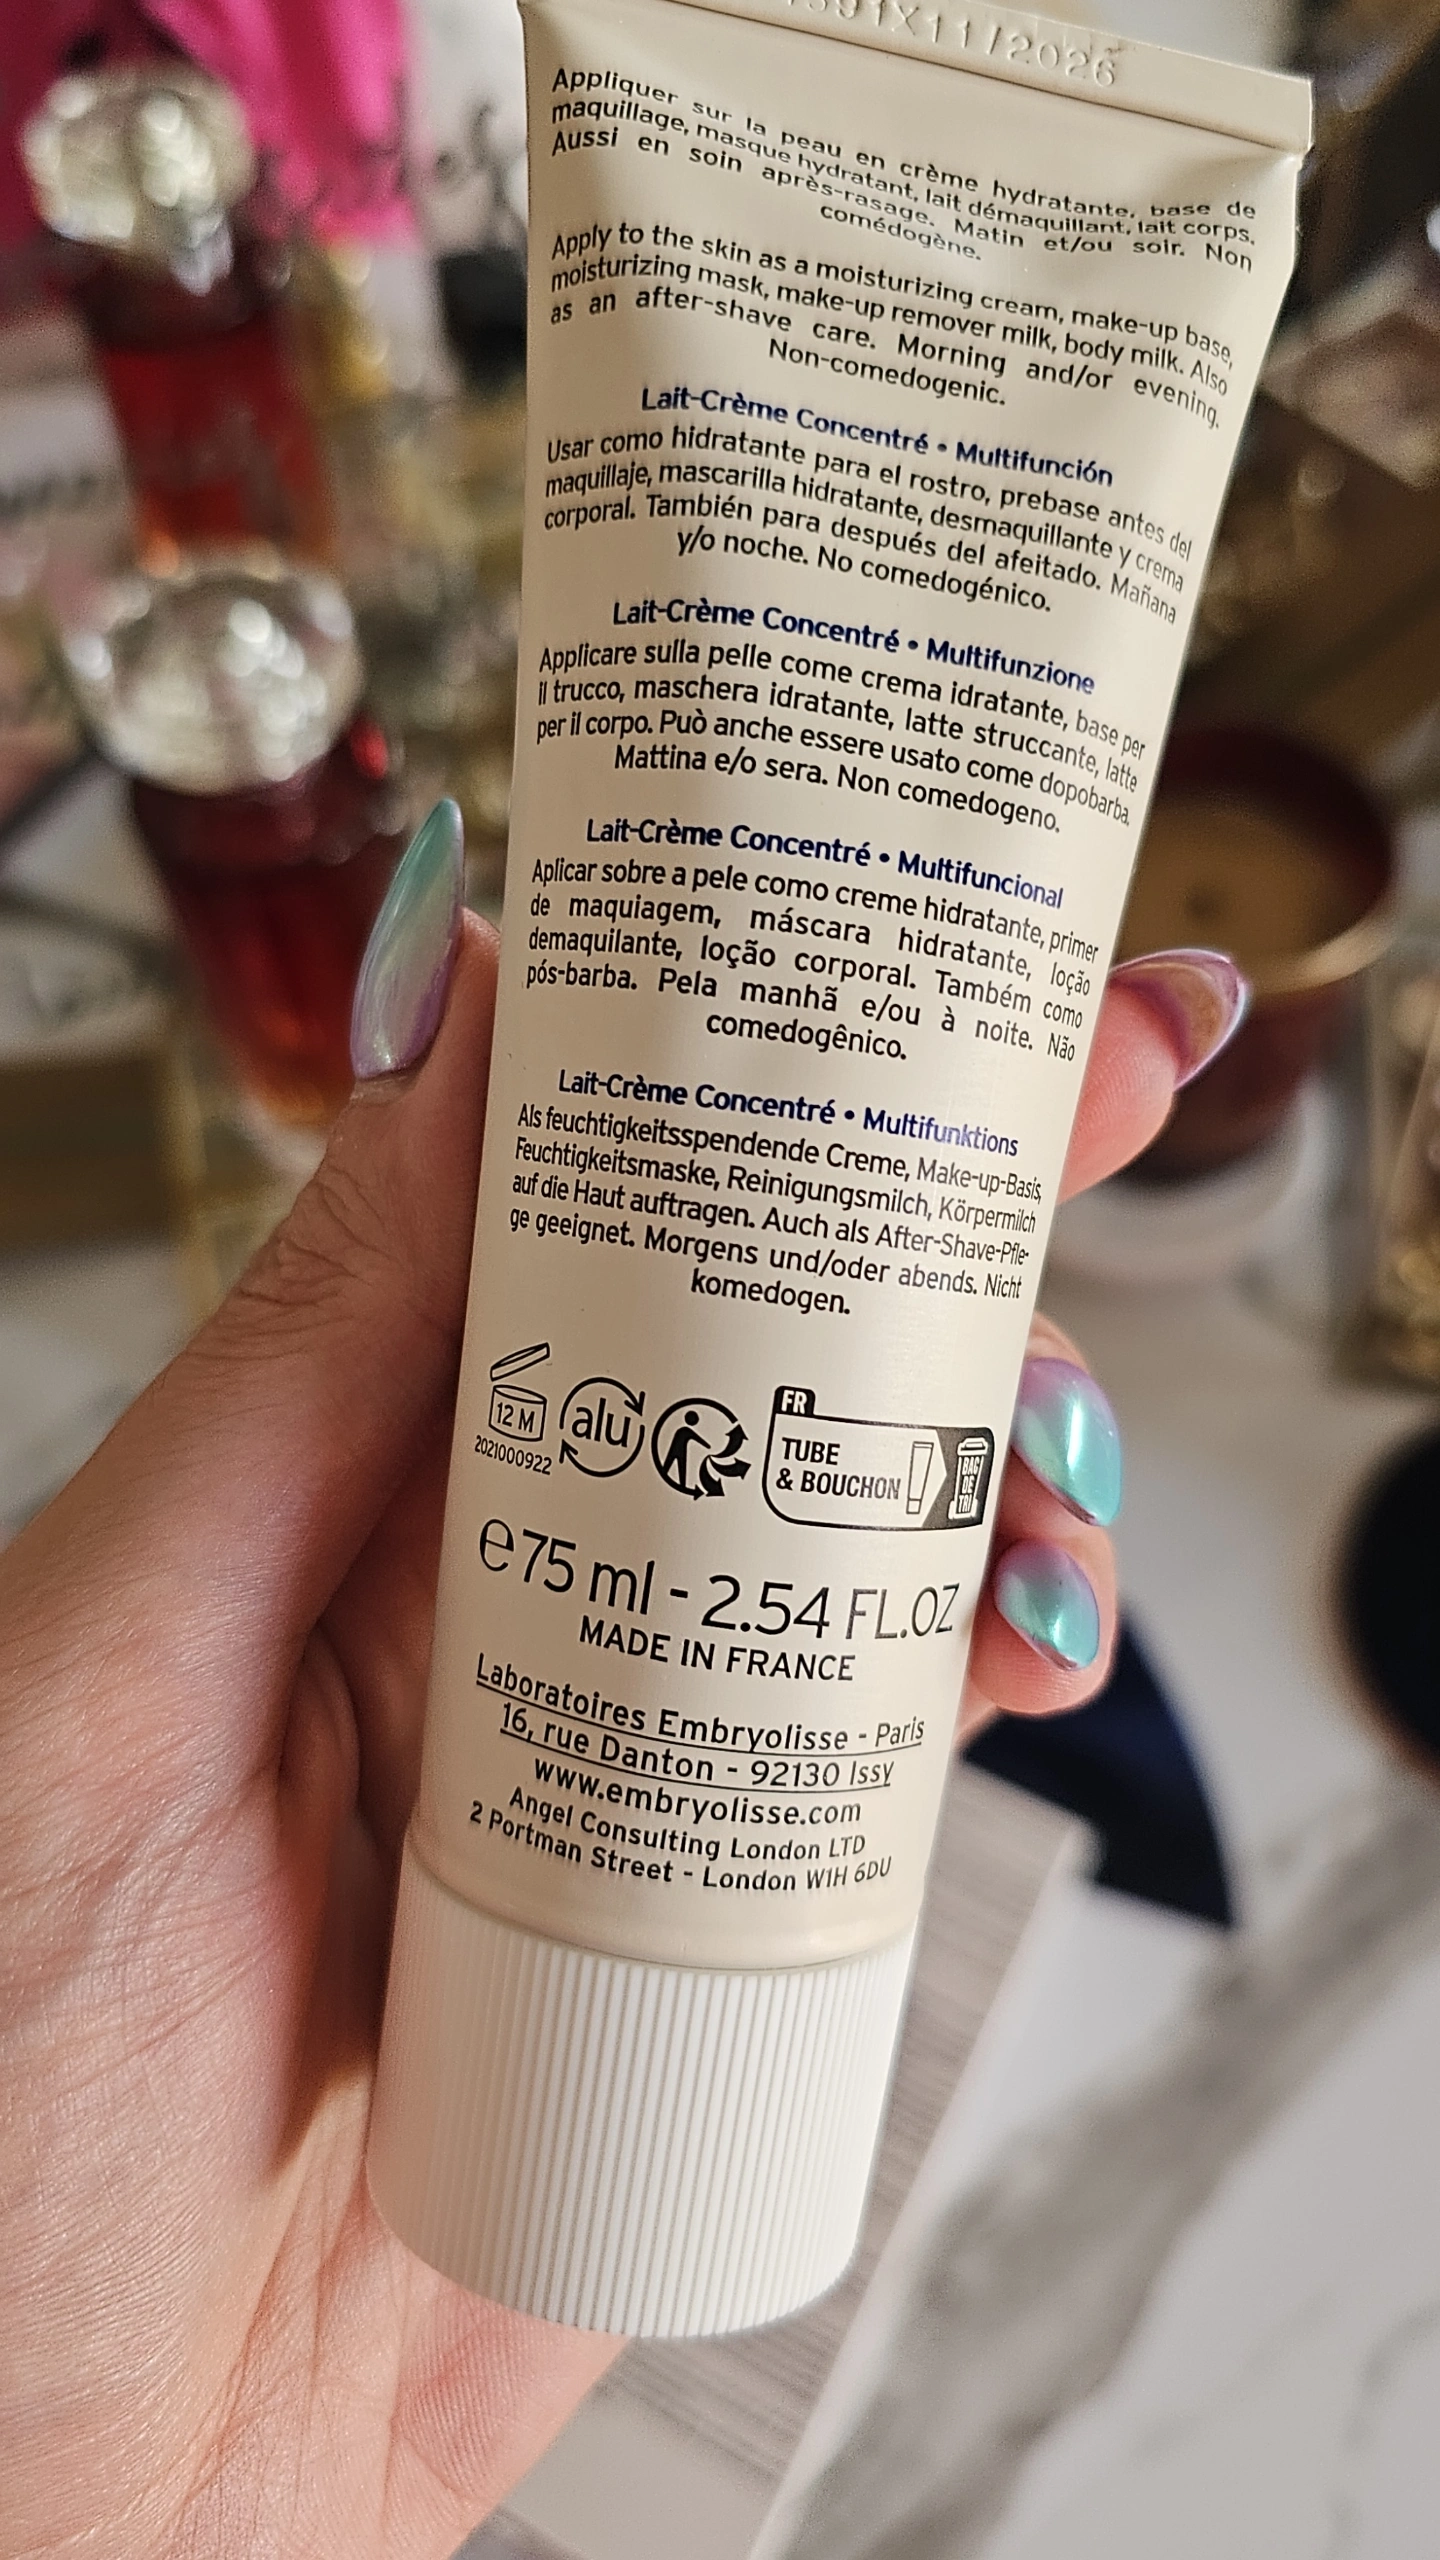 X11/2026
Appliquer sur la peau en crème hydratante, base de
maquillage, masque hydratant, lait démaquillant, lait corps.
Aussi en soin après-rasage. Matin et/ou soir. Non
comédogène.
Apply to the skin as a moisturizing cream, make-up base,
moisturizing mask, make-up remover milk, body milk. Also
as an after-shave care. Morning and/or evening.
Non-comedogenic.
Lait-Crème Concentré • Multifunción
Usar como hidratante para el rostro, prebase antes del
maquillaje, mascarilla hidratante, desmaquillante y crema
corporal. También para después del afeitado. Mañana
y/o noche. No comedogénico.
Lait-Crème Concentré • Multifunzione
Applicare sulla pelle come crema idratante, base per
il trucco, maschera idratante, latte struccante, latte
per il corpo. Può anche essere usato come dopobarba.
Mattina e/o sera. Non comedogeno.
Lait-Crème Concentré • Multifuncional
Aplicar sobre a pele como creme hidratante, primer
de maquiagem, máscara hidratante, loção
demaquilante, loção corporal. Também como
pós-barba. Pela manhã e/ou à noite. Não
comedogênico.
Lait-Crème Concentré • Multifunktions
Als feuchtigkeitsspendende Creme, Make-up-Basis,
Feuchtigkeitsmaske, Reinigungsmilch, Körpermilch
auf die Haut auftragen. Auch als After-Shave-Pfle-
ge geeignet. Morgens und/oder abends. Nicht
komedogen.
12 M
2021000922
alu
FR
TUBE
& BOUCHON
BAC
DE
TRI
e75 ml - 2.54 FL.OZ
MADE IN FRANCE
Laboratoires Embryolisse - Paris
16, rue Danton - 92130 Issy
www.embryolisse.com
Angel Consulting London LTD
2 Portman Street - London W1H 6DU